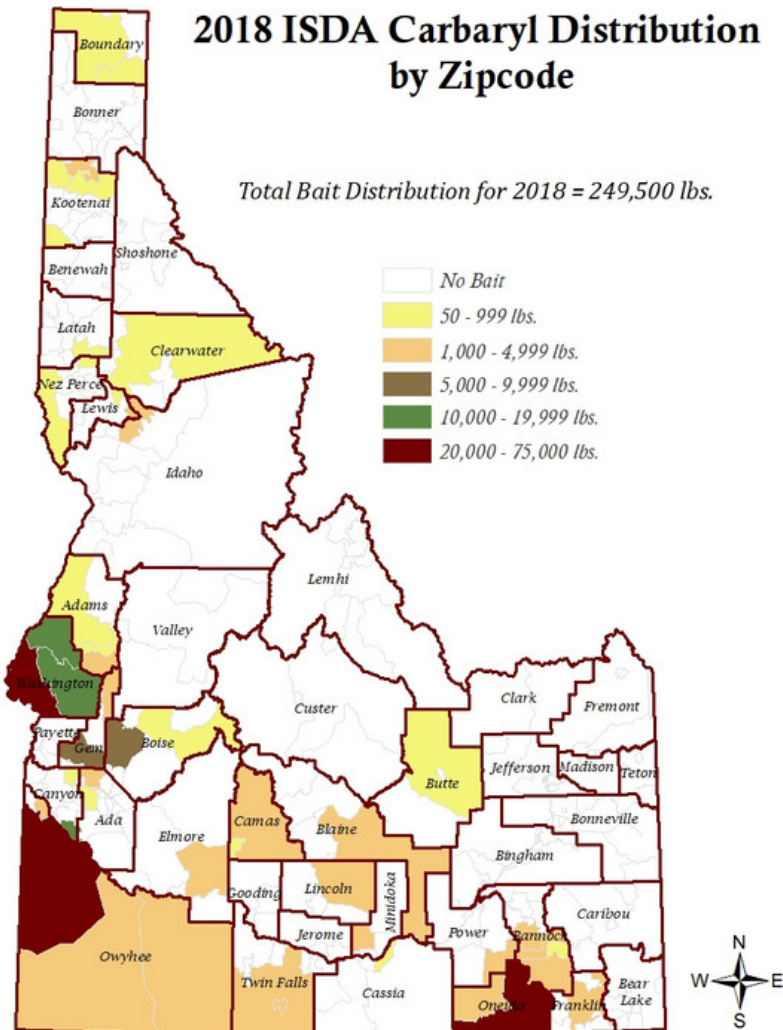 2018 ISDA Carbaryl Distribution
by Zipcode
Total Bait Distribution for 2018 = 249,500 lbs.
No Bait
50 - 999 lbs.
1,000 - 4,999 lbs.
5,000 - 9,999 lbs.
10,000 - 19,999 lbs.
20,000 - 75,000 lbs.
Boundary
Bonner
Kootenai
Shoshone
Benewah
Latah
Clearwater
Nez Perce
Lewis
Idaho
Lemhi
Adams
Valley
Washington
Custer
Clark
Fremont
Payette
Gem
Boise
Butte
Jefferson
Madison
Teton
Canyon
Ada
Elmore
Camas
Blaine
Bonneville
Bingham
Gooding
Lincoln
Minidoka
Jerome
Power
Bannock
Caribou
Owyhee
Twin Falls
Cassia
Oneida
Franklin
Bear
Lake
N
W
E
S